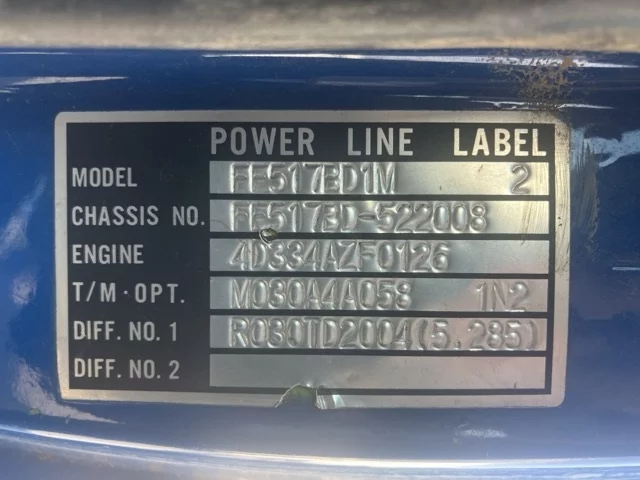 POWER LINE LABEL
MODEL FE517BD1M 2
CHASSIS NO. FE517BD-522008
ENGINE 4D334AZF0126
T/M·OPT. M030A4A058 1N2
DIFF. NO. 1 R030TD2004(5.285)
DIFF. NO. 2